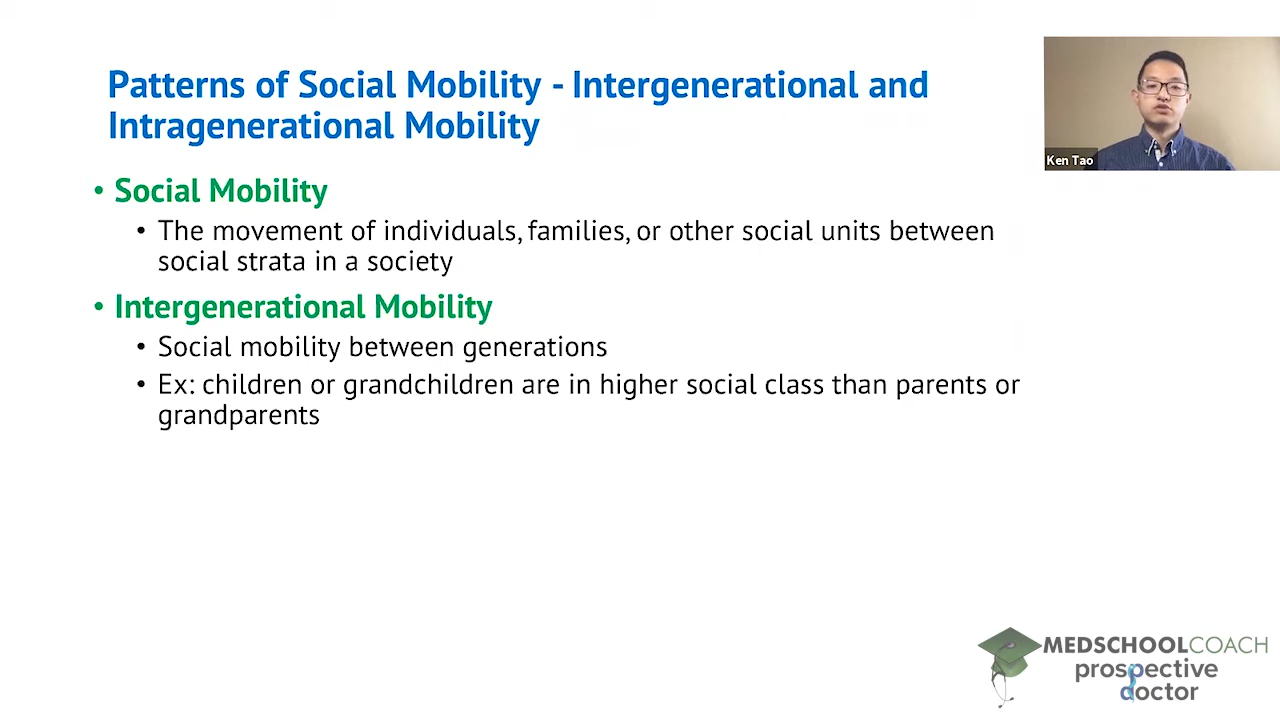 Patterns of Social Mobility - Intergenerational and
Intragenerational Mobility
Ken Tao
• Social Mobility
• The movement of individuals, families, or other social units between
social strata in a society
• Intergenerational Mobility
• Social mobility between generations
• Ex: children or grandchildren are in higher social class than parents or
grandparents
MEDSCHOOLCOACH
prospective
doctor